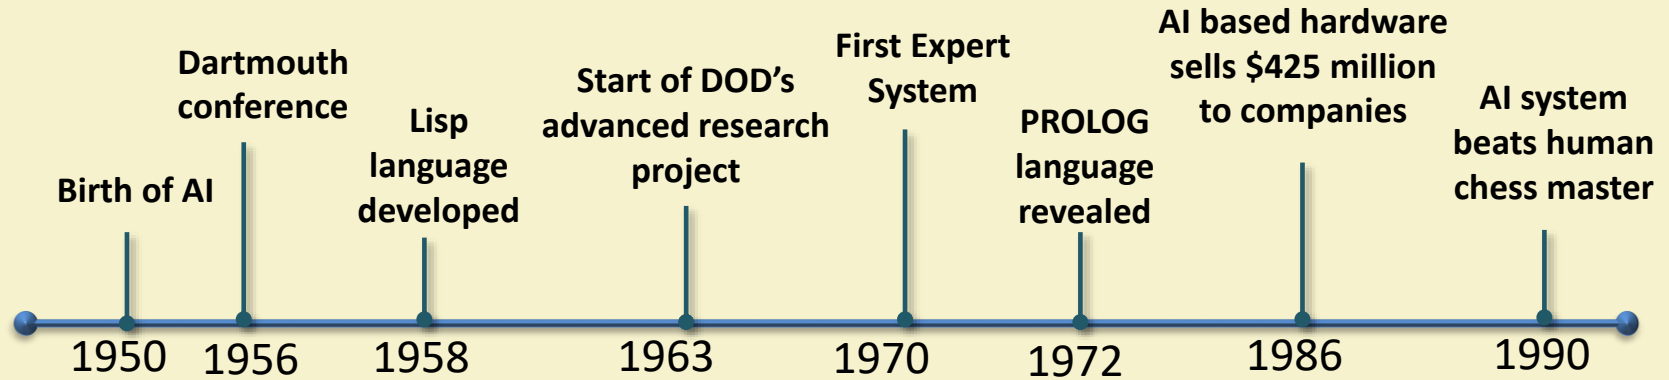 Birth of AI
Dartmouth
conference
Lisp
language
developed
Start of DOD’s
advanced research
project
First Expert
System
PROLOG
language
revealed
AI based hardware
sells $425 million
to companies
AI system
beats human
chess master
1950
1956
1958
1963
1970
1972
1986
1990